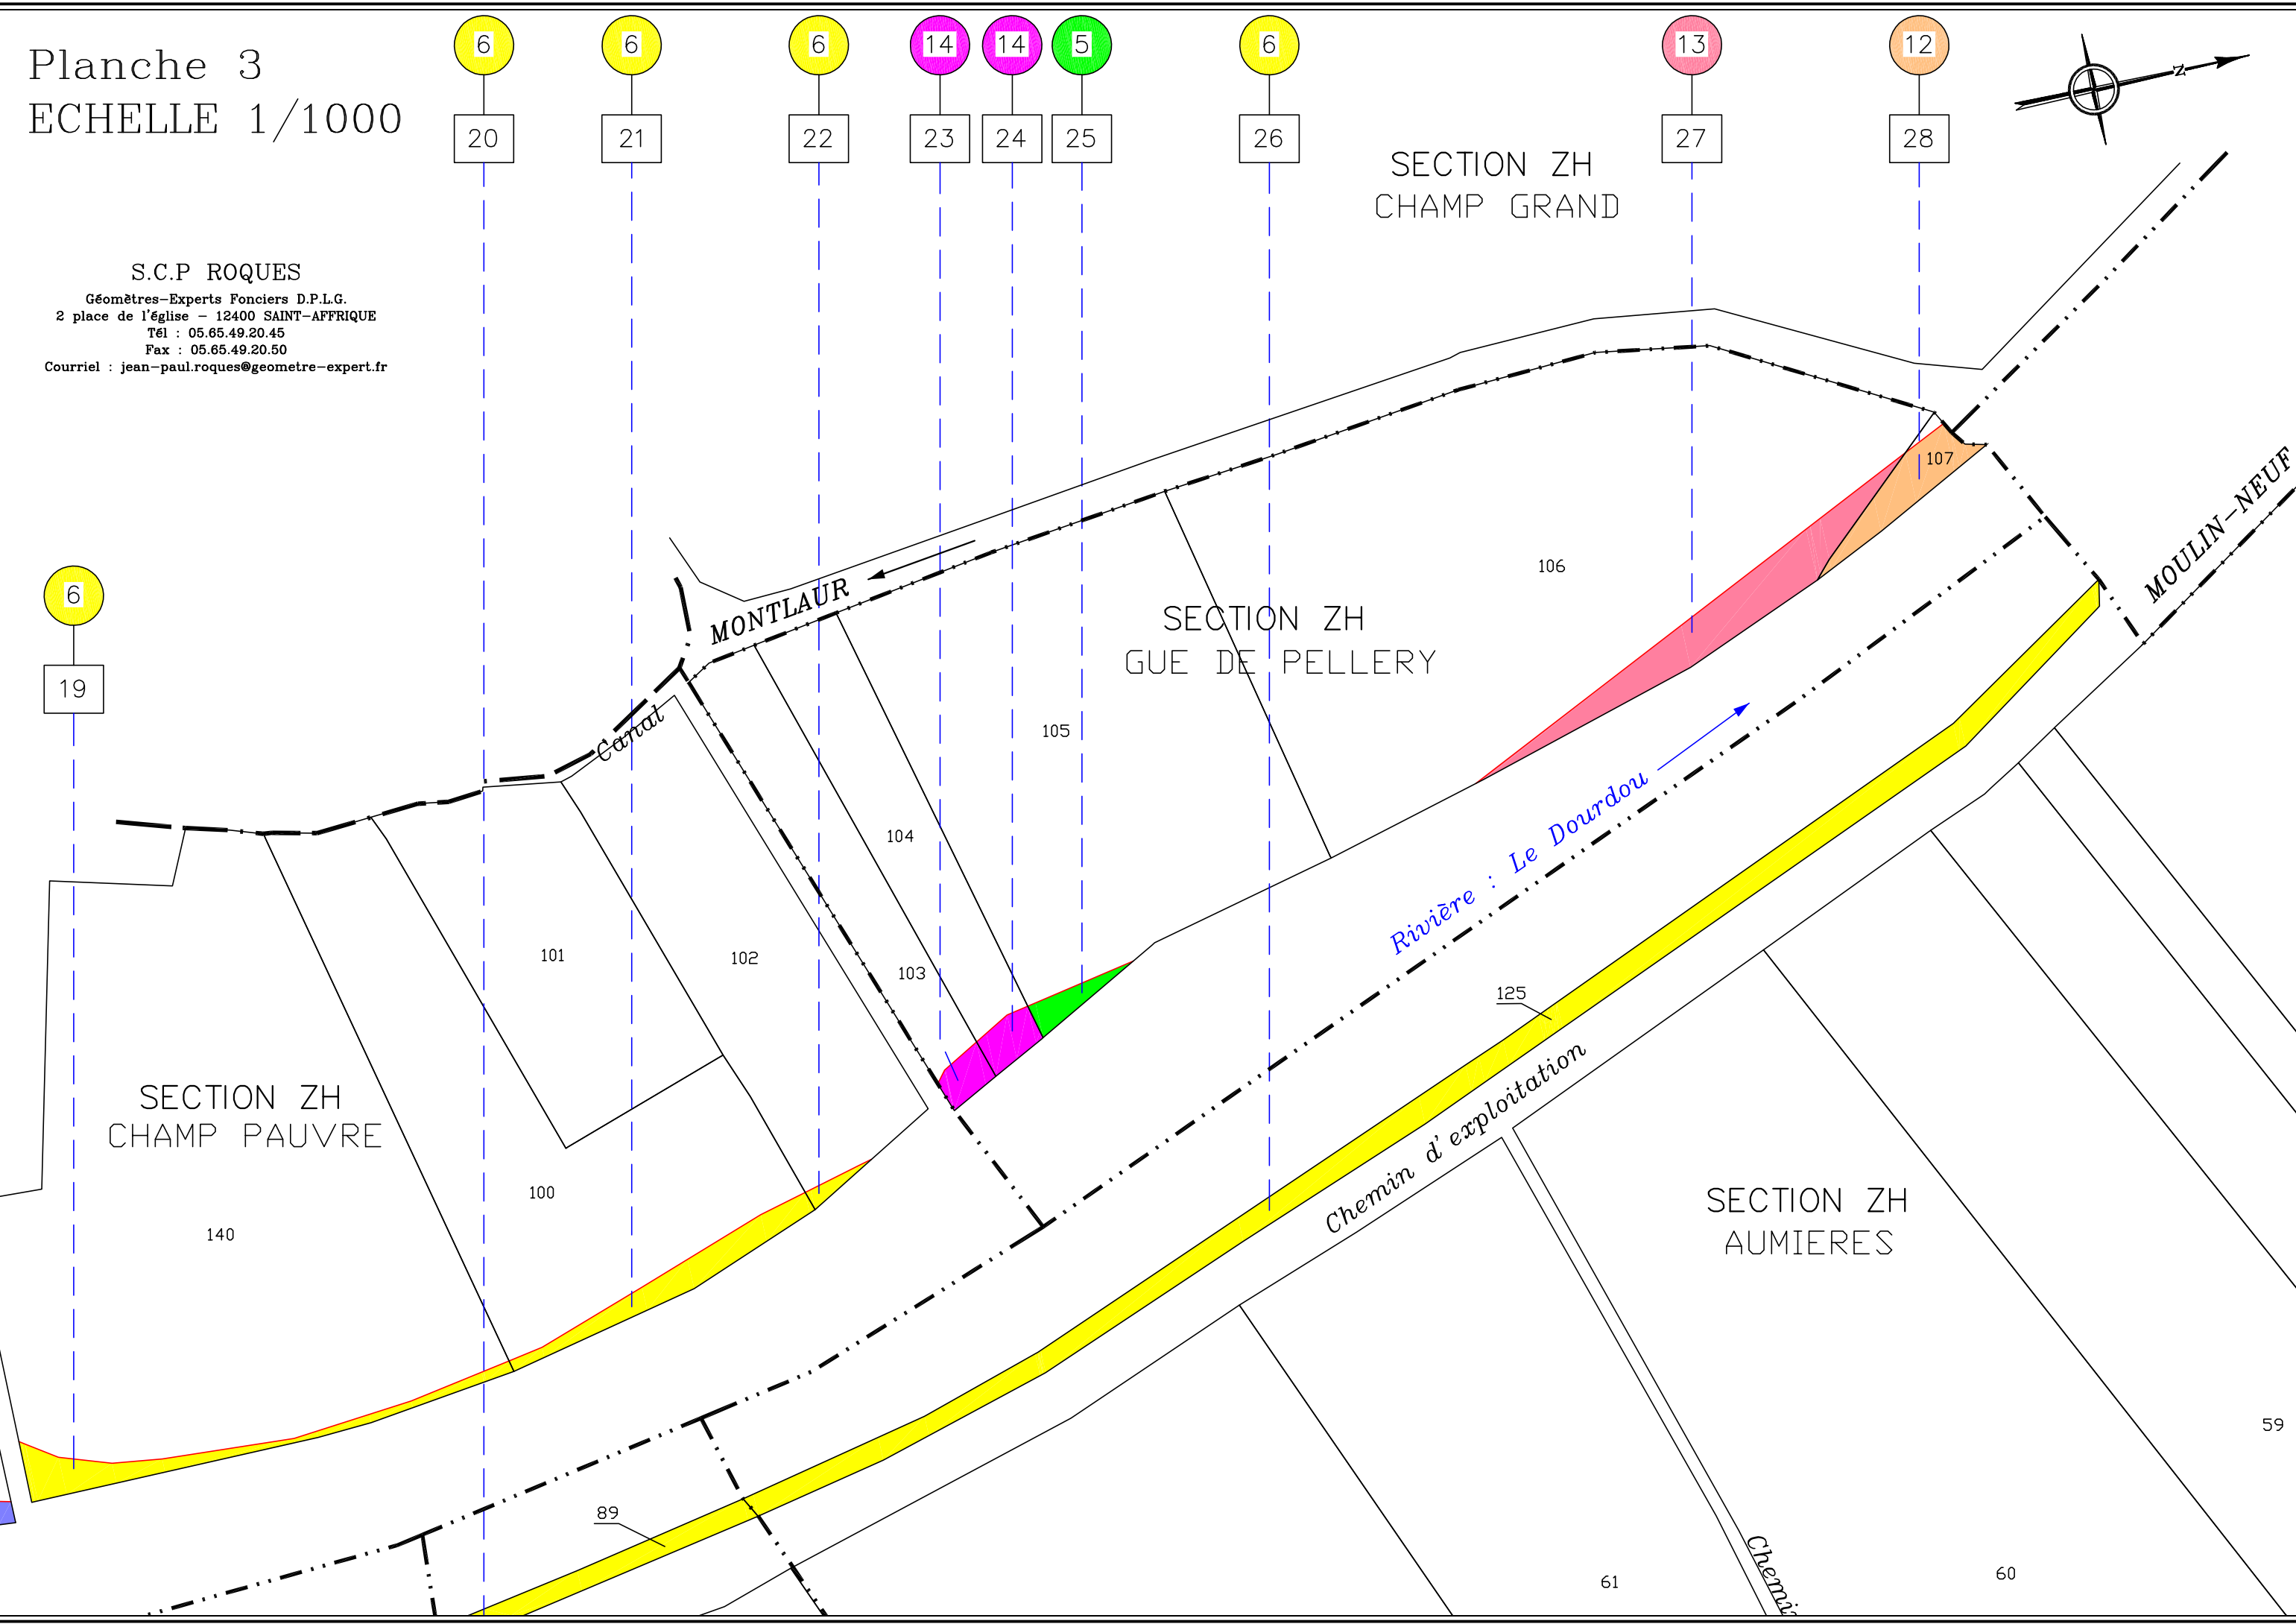 Planche 3
ECHELLE 1/1000
6 6 6 14 14 5 6 13 12
20 21 22 23 24 25 26 27 28
N
SECTION ZH
CHAMP GRAND
S.C.P ROQUES
Géomètres-Experts Fonciers D.P.L.G.
2 place de l'église - 12400 SAINT-AFFRIQUE
Tél : 05.65.49.20.45
Fax : 05.65.49.20.50
Courriel : jean-paul.roques@geometre-expert.fr
107
MOULIN-NEUF
106
6
19
MONTLAUR
SECTION ZH
GUE DE PELLERY
Canal
105
104
103
101
102
Rivière : Le Dourdou
125
Chemin d'exploitation
SECTION ZH
CHAMP PAUVRE
100
140
SECTION ZH
AUMIERES
59
89
61
Chemi
60